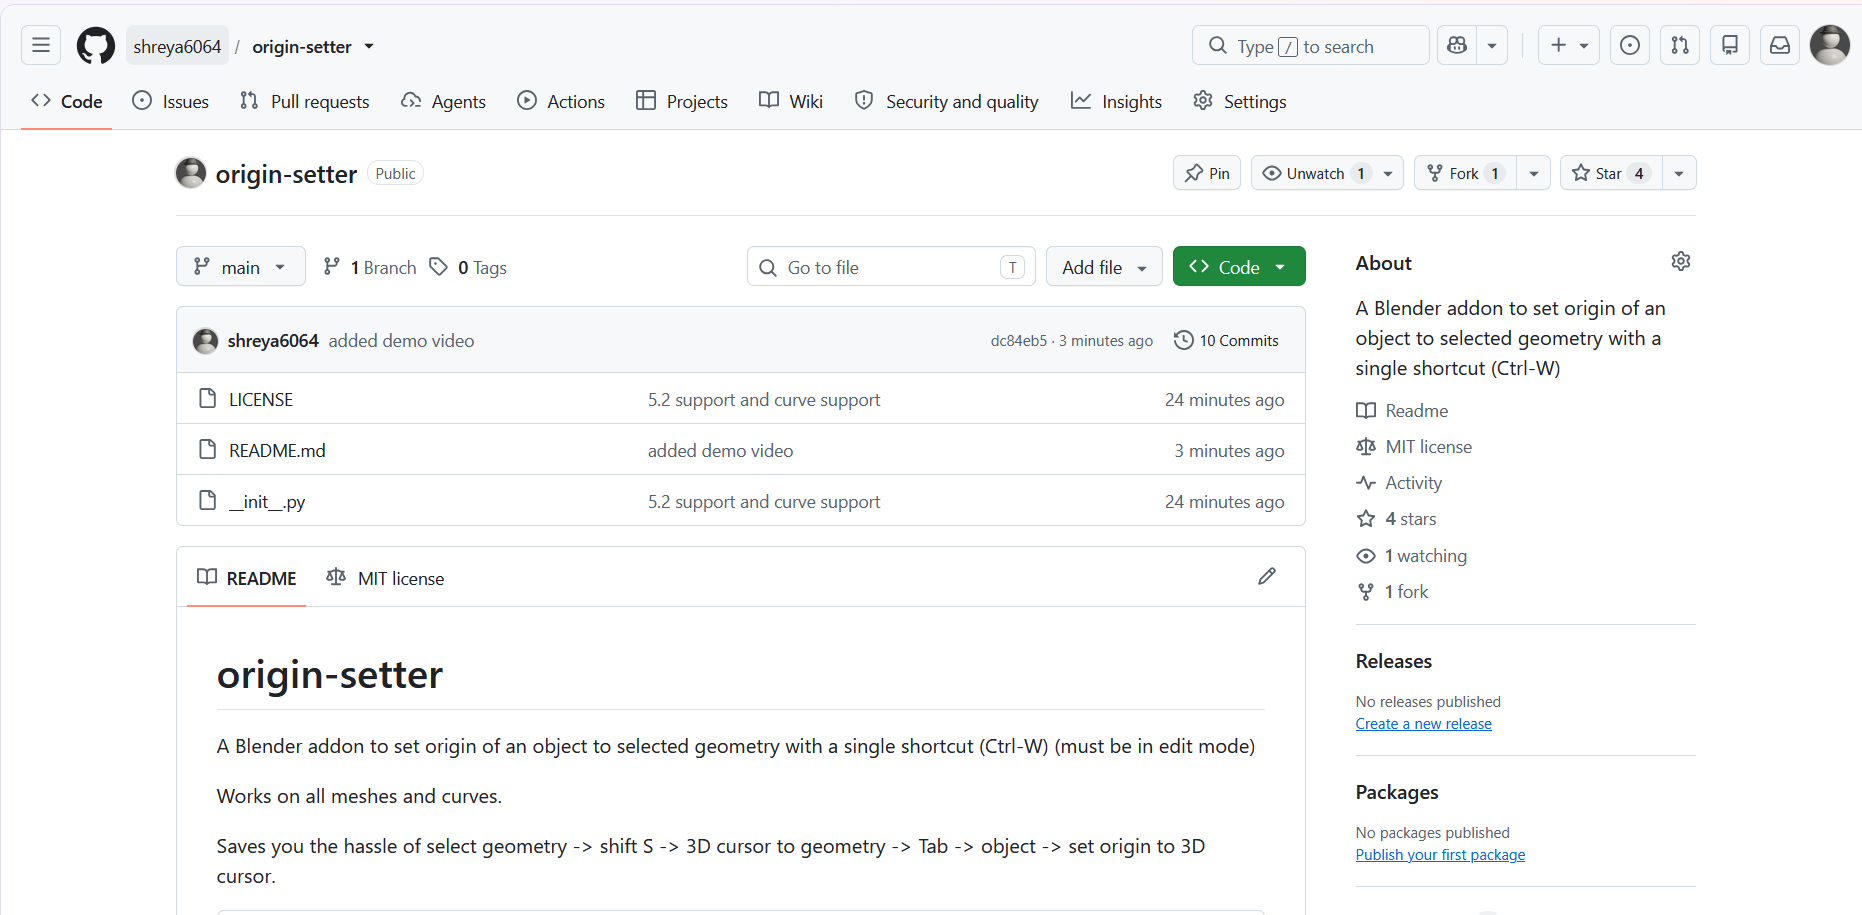 shreya6064 / origin-setter
Type / to search
Code Issues Pull requests Agents Actions Projects Wiki Security and quality Insights Settings
origin-setter Public
Pin Unwatch 1 Fork 1 Star 4
main 1 Branch 0 Tags Go to file T Add file Code
shreya6064 added demo video dc84eb5 · 3 minutes ago 10 Commits
LICENSE 5.2 support and curve support 24 minutes ago
README.md added demo video 3 minutes ago
__init__.py 5.2 support and curve support 24 minutes ago
README MIT license
origin-setter
A Blender addon to set origin of an object to selected geometry with a single shortcut (Ctrl-W) (must be in edit mode)
Works on all meshes and curves.
Saves you the hassle of select geometry -> shift S -> 3D cursor to geometry -> Tab -> object -> set origin to 3D
cursor.
About
A Blender addon to set origin of an
object to selected geometry with a
single shortcut (Ctrl-W)
Readme
MIT license
Activity
4 stars
1 watching
1 fork
Releases
No releases published
Create a new release
Packages
No packages published
Publish your first package